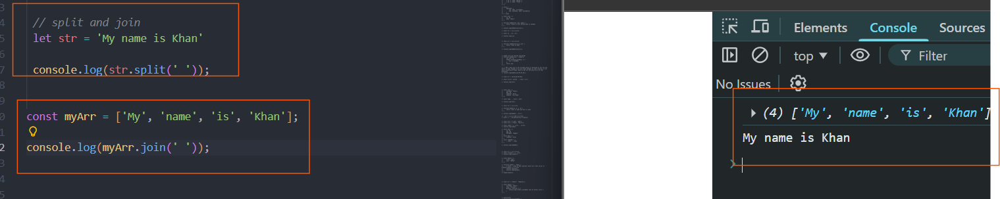 // split and join
let str = 'My name is Khan'
console.log(str.split(' '));
const myArr = ['My', 'name', 'is', 'Khan'];
console.log(myArr.join(' '));
Elements Console Sources
top ▼ Filter
No Issues
▶ (4) ['My', 'name', 'is', 'Khan']
My name is Khan